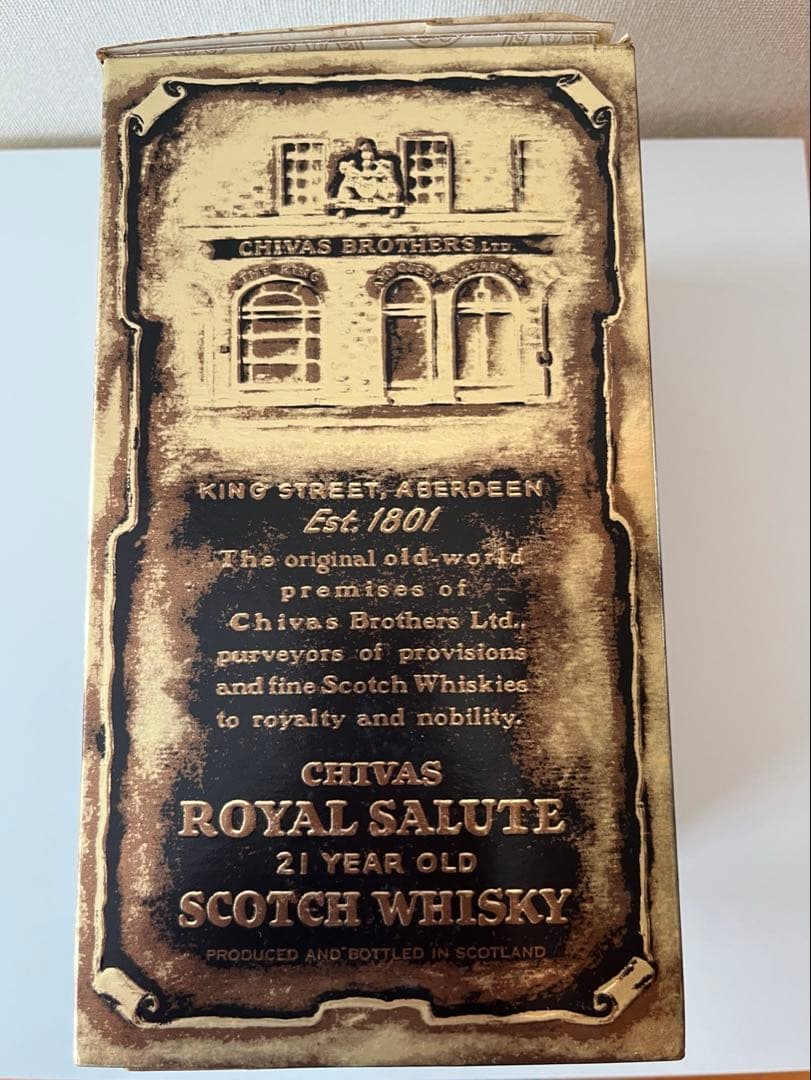 CHIVAS BROTHERS LTD.
THE KING
KING STREET, ABERDEEN
Est. 1801
The original old-world
premises of
Chivas Brothers Ltd.,
purveyors of provisions
and fine Scotch Whiskies
to royalty and nobility.
CHIVAS
ROYAL SALUTE
21 YEAR OLD
SCOTCH WHISKY
PRODUCED AND BOTTLED IN SCOTLAND